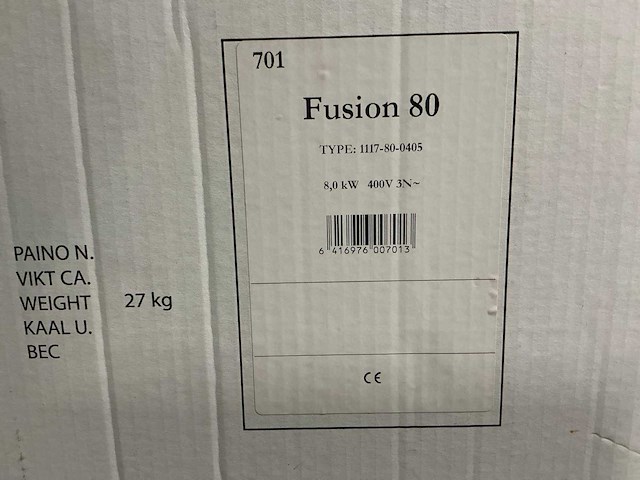 701
Fusion 80
TYPE: 1117-80-0405
8,0 kW 400V 3N~
6 416976 007013
CE
PAINO N.
VIKT CA.
WEIGHT 27 kg
KAAL U.
BEC